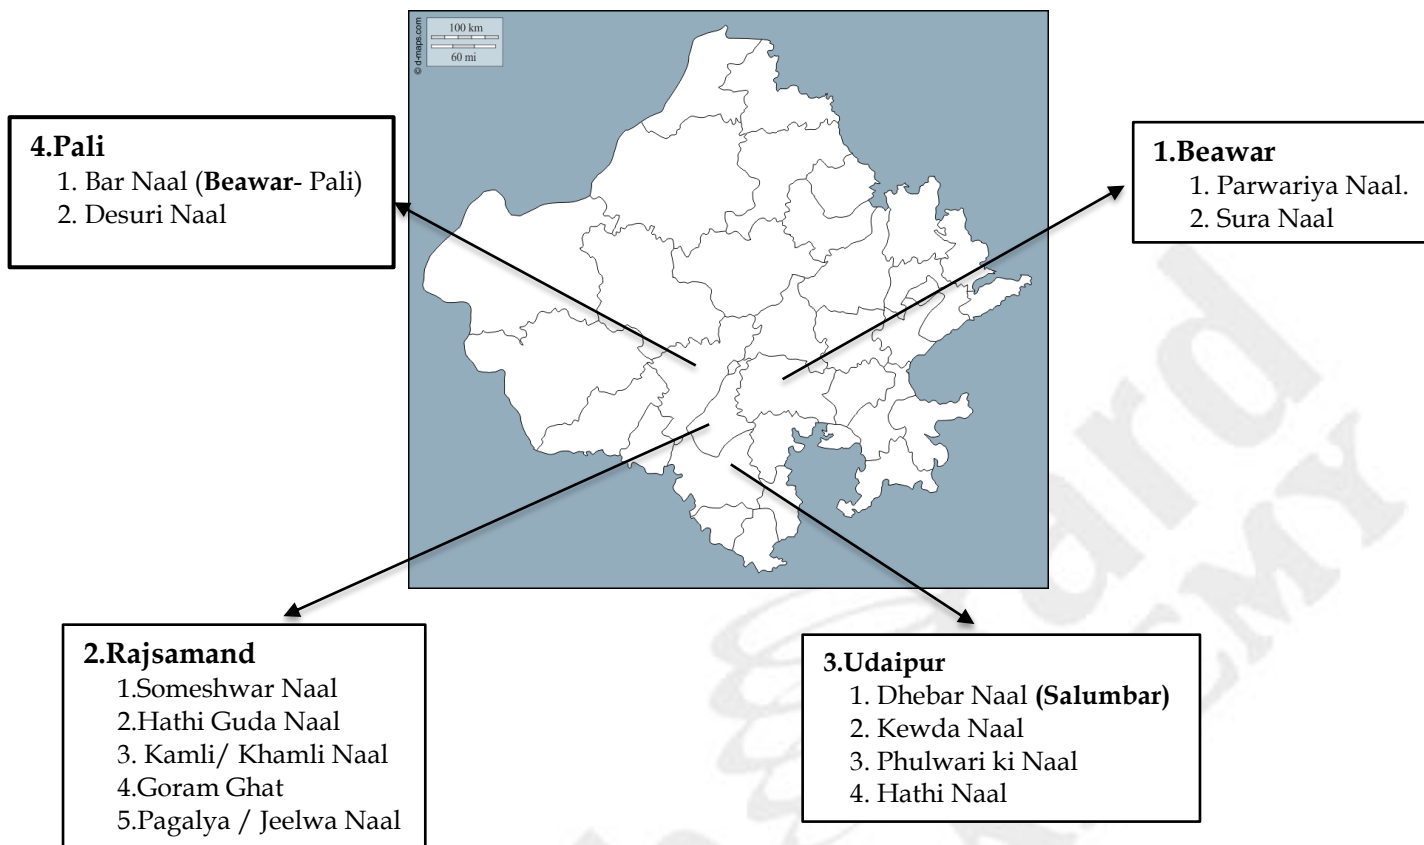 100 km
60 mi
© d-maps.com
4.Pali
1. Bar Naal (Beawar- Pali)
2. Desuri Naal
1.Beawar
1. Parwariya Naal.
2. Sura Naal
2.Rajsamand
1.Someshwar Naal
2.Hathi Guda Naal
3. Kamli/ Khamli Naal
4.Goram Ghat
5.Pagalya / Jeelwa Naal
3.Udaipur
1. Dhebar Naal (Salumbar)
2. Kewda Naal
3. Phulwari ki Naal
4. Hathi Naal